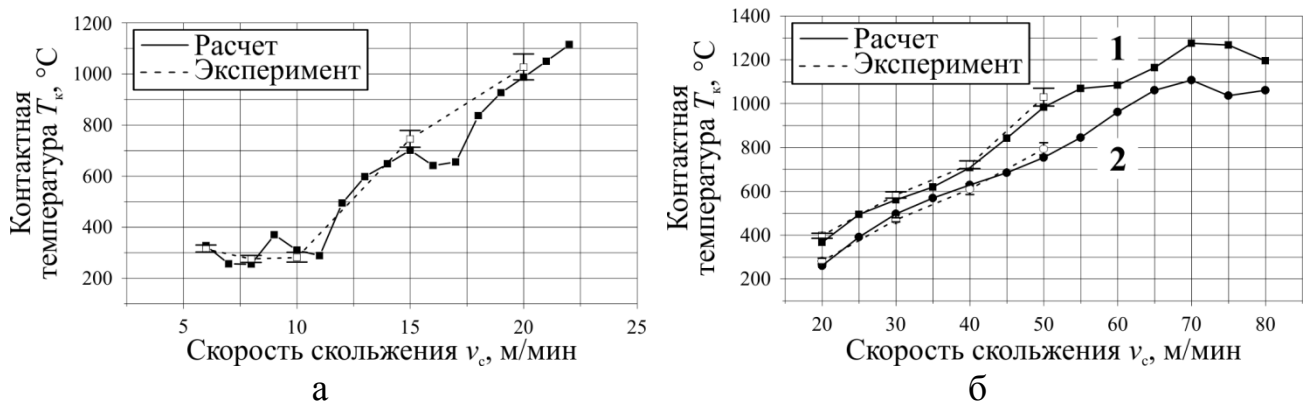 1200
1000
800
600
400
200
Контактная
температура Tк, °C
Расчет
Эксперимент
5
10
15
20
25
Скорость скольжения vс, м/мин
а
1400
1200
1000
800
600
400
200
Контактная
температура Tк, °C
Расчет
Эксперимент
1
2
20
30
40
50
60
70
80
Скорость скольжения vс, м/мин
б